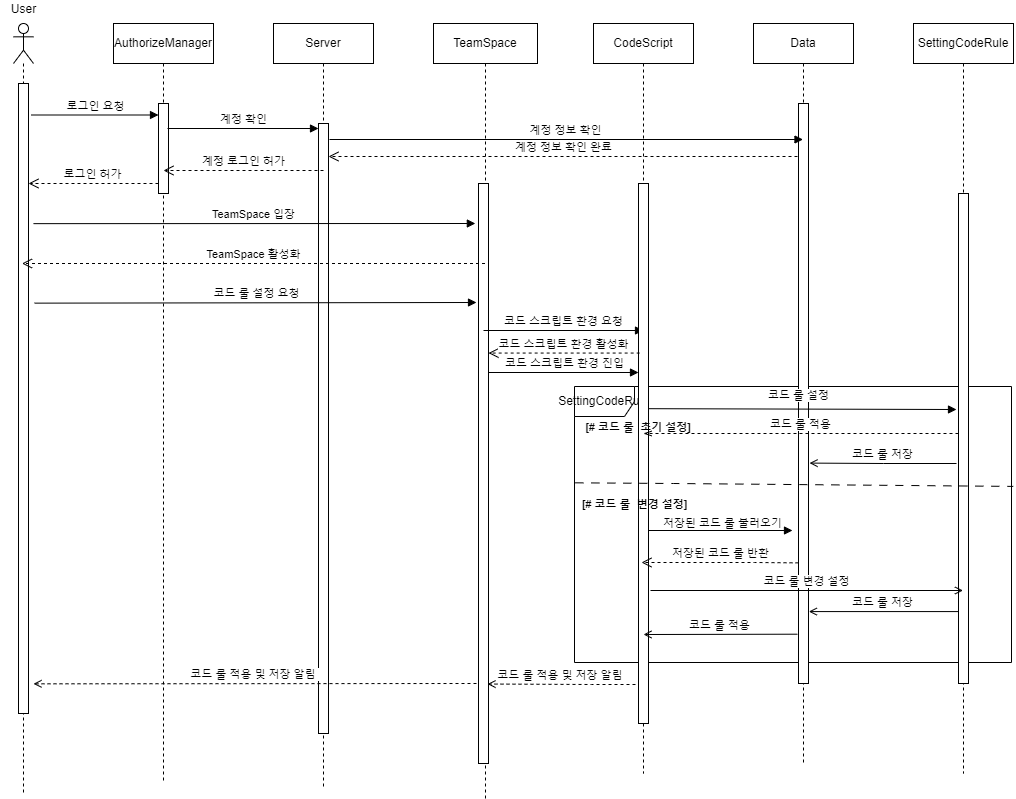 User
AuthorizeManager
Server
TeamSpace
CodeScript
Data
SettingCodeRule
로그인 요청
계정 확인
계정 정보 확인
계정 정보 확인 완료
계정 로그인 허가
로그인 허가
TeamSpace 입장
TeamSpace 활성화
코드 룰 설정 요청
코드 스크립트 환경 요청
코드 스크립트 환경 활성화
코드 스크립트 환경 진입
SettingCodeRu
코드 룰 설정
[# 코드 룰 초기 설정]
코드 룰 적용
코드 룰 저장
[# 코드 룰 변경 설정]
저장된 코드 룰 불러오기
저장된 코드 룰 반환
코드 룰 변경 설정
코드 룰 저장
코드 룰 적용
코드 룰 적용 및 저장 알림
코드 룰 적용 및 저장 알림